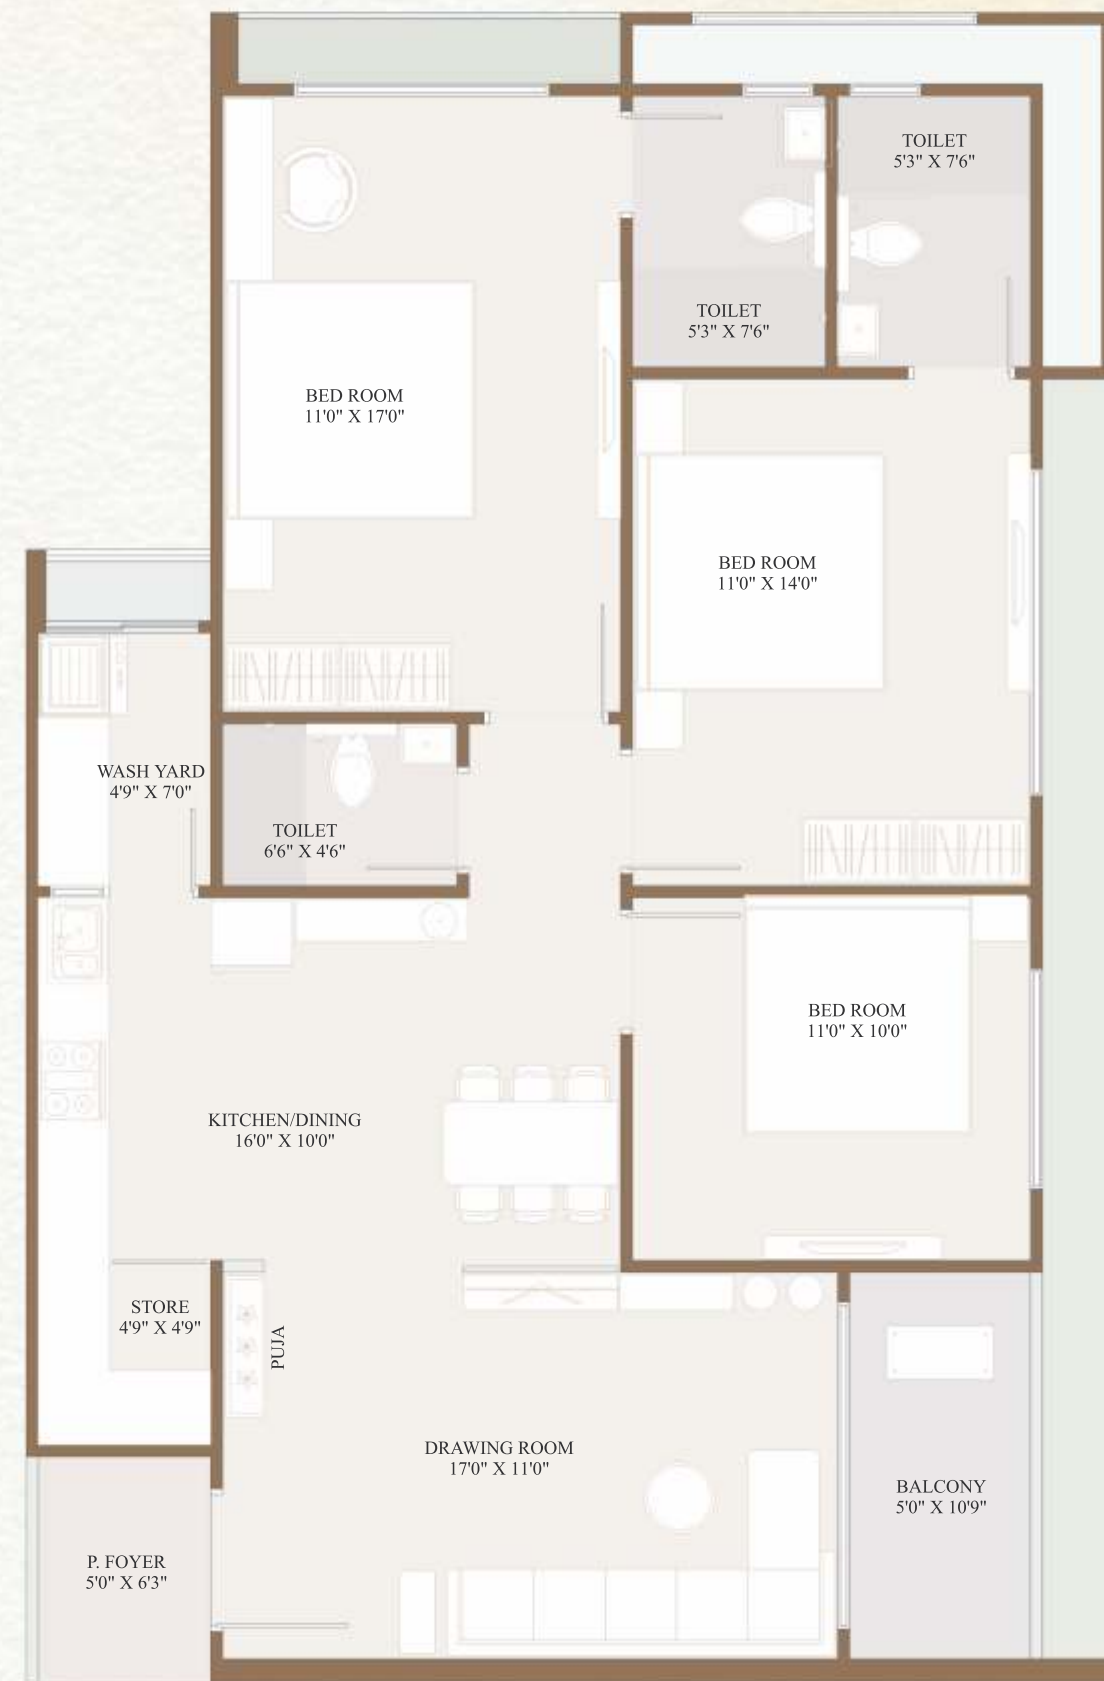 TOILET
5'3" X 7'6"
TOILET
5'3" X 7'6"
BED ROOM
11'0" X 17'0"
BED ROOM
11'0" X 14'0"
WASH YARD
4'9" X 7'0"
TOILET
6'6" X 4'6"
BED ROOM
11'0" X 10'0"
KITCHEN/DINING
16'0" X 10'0"
STORE
4'9" X 4'9"
PUJA
DRAWING ROOM
17'0" X 11'0"
BALCONY
5'0" X 10'9"
P. FOYER
5'0" X 6'3"